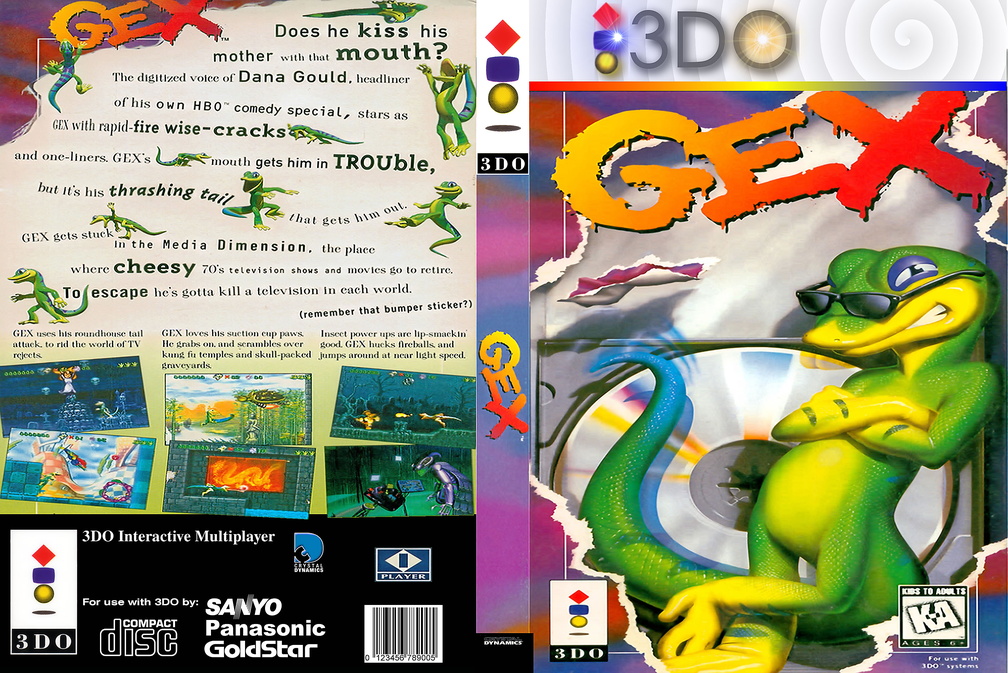 GEX™
Does he kiss his
mother with that mouth?
The digitized voice of Dana Gould, headliner
of his own HBO™ comedy special, stars as
GEX with rapid-fire wise-cracks
and one-liners. GEX's mouth gets him in TROUble,
but it's his thrashing tail
that gets him out.
GEX gets stuck
in the Media Dimension, the place
where cheesy 70's television shows and movies go to retire.
To escape he's gotta kill a television in each world.
(remember that bumper sticker?)
GEX uses his roundhouse tail
attack, to rid the world of TV
rejects.
GEX loves his suction cup paws.
He grabs on, and scrambles over
kung fu temples and skull-packed
graveyards.
Insect power ups are lip-smackin'
good. GEX hucks fireballs, and
jumps around at near light speed.
3DO
3DO Interactive Multiplayer
CRYSTAL
DYNAMICS
1 PLAYER
For use with 3DO by:
COMPACT
disc
SANYO
Panasonic
GoldStar
0 123456 789005
3DO
GEX
CRYSTAL
DYNAMICS
3DO
GEX
3DO
KIDS TO ADULTS
K-A
AGES 6+
For use with
3DO™ systems